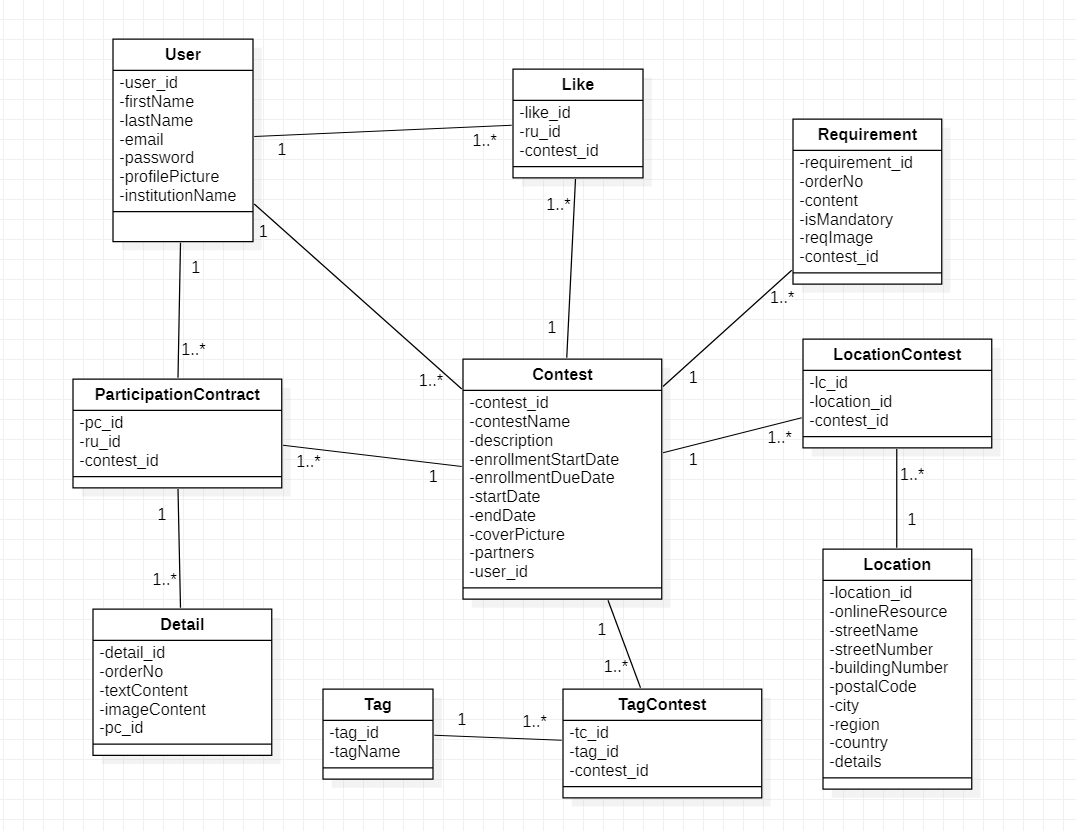 User
-user_id
-firstName
-lastName
-email
-password
-profilePicture
-institutionName
Like
-like_id
-ru_id
-contest_id
Requirement
-requirement_id
-orderNo
-content
-isMandatory
-reqImage
-contest_id
1
1..*
1..*
1
1
1..*
1..*
1
1..*
1
ParticipationContract
-pc_id
-ru_id
-contest_id
Contest
-contest_id
-contestName
-description
-enrollmentStartDate
-enrollmentDueDate
-startDate
-endDate
-coverPicture
-partners
-user_id
LocationContest
-lc_id
-location_id
-contest_id
1..*
1
1
1..*
1..*
1
1
1..*
Detail
-detail_id
-orderNo
-textContent
-imageContent
-pc_id
Location
-location_id
-onlineResource
-streetName
-streetNumber
-buildingNumber
-postalCode
-city
-region
-country
-details
1
1..*
Tag
-tag_id
-tagName
1
1..*
TagContest
-tc_id
-tag_id
-contest_id